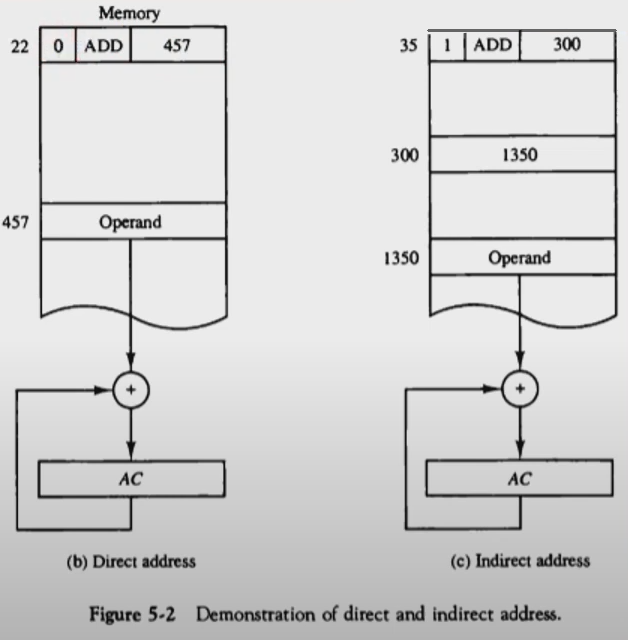 Memory
22 0 ADD 457
457 Operand
+
AC
(b) Direct address
35 1 ADD 300
300 1350
1350 Operand
+
AC
(c) Indirect address
Figure 5-2 Demonstration of direct and indirect address.